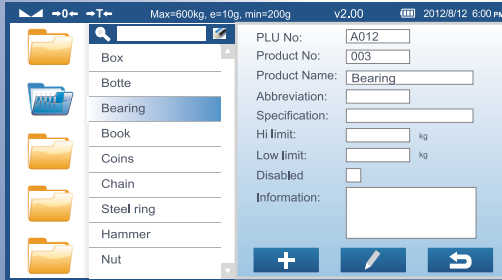 →0← →T← Max=600kg, e=10g, min=200g v2.00 2012/8/12 6:00 PM
Box
Botte
Bearing
Book
Coins
Chain
Steel ring
Hammer
Nut
PLU No: A012
Product No: 003
Product Name: Bearing
Abbreviation:
Specification:
Hi limit: kg
Low limit: kg
Disabled
Information: